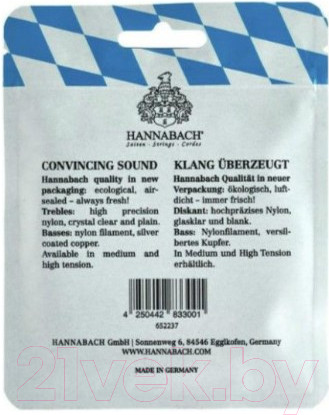 HANNABACH®
Saiten - Strings - Cordes
CONVINCING SOUND
Hannabach quality in new
packaging: ecological, air-
sealed – always fresh!
Trebles: high precision
nylon, crystal clear and plain.
Basses: nylon filament, silver
coated copper.
Available in medium and
high tension.
KLANG ÜBERZEUGT
Hannabach Qualität in neuer
Verpackung: ökologisch, luft-
dicht – immer frisch!
Diskant: hochpräzises Nylon,
glasklar und blank.
Bass: Nylonfilament, versil-
bertes Kupfer.
In Medium und High Tension
erhältlich.
4 250442 833001
652237
HANNABACH GmbH | Sonnenweg 6, 84546 Egglkofen, Germany
WWW.HANNABACH.COM
MADE IN GERMANY
21vek.by